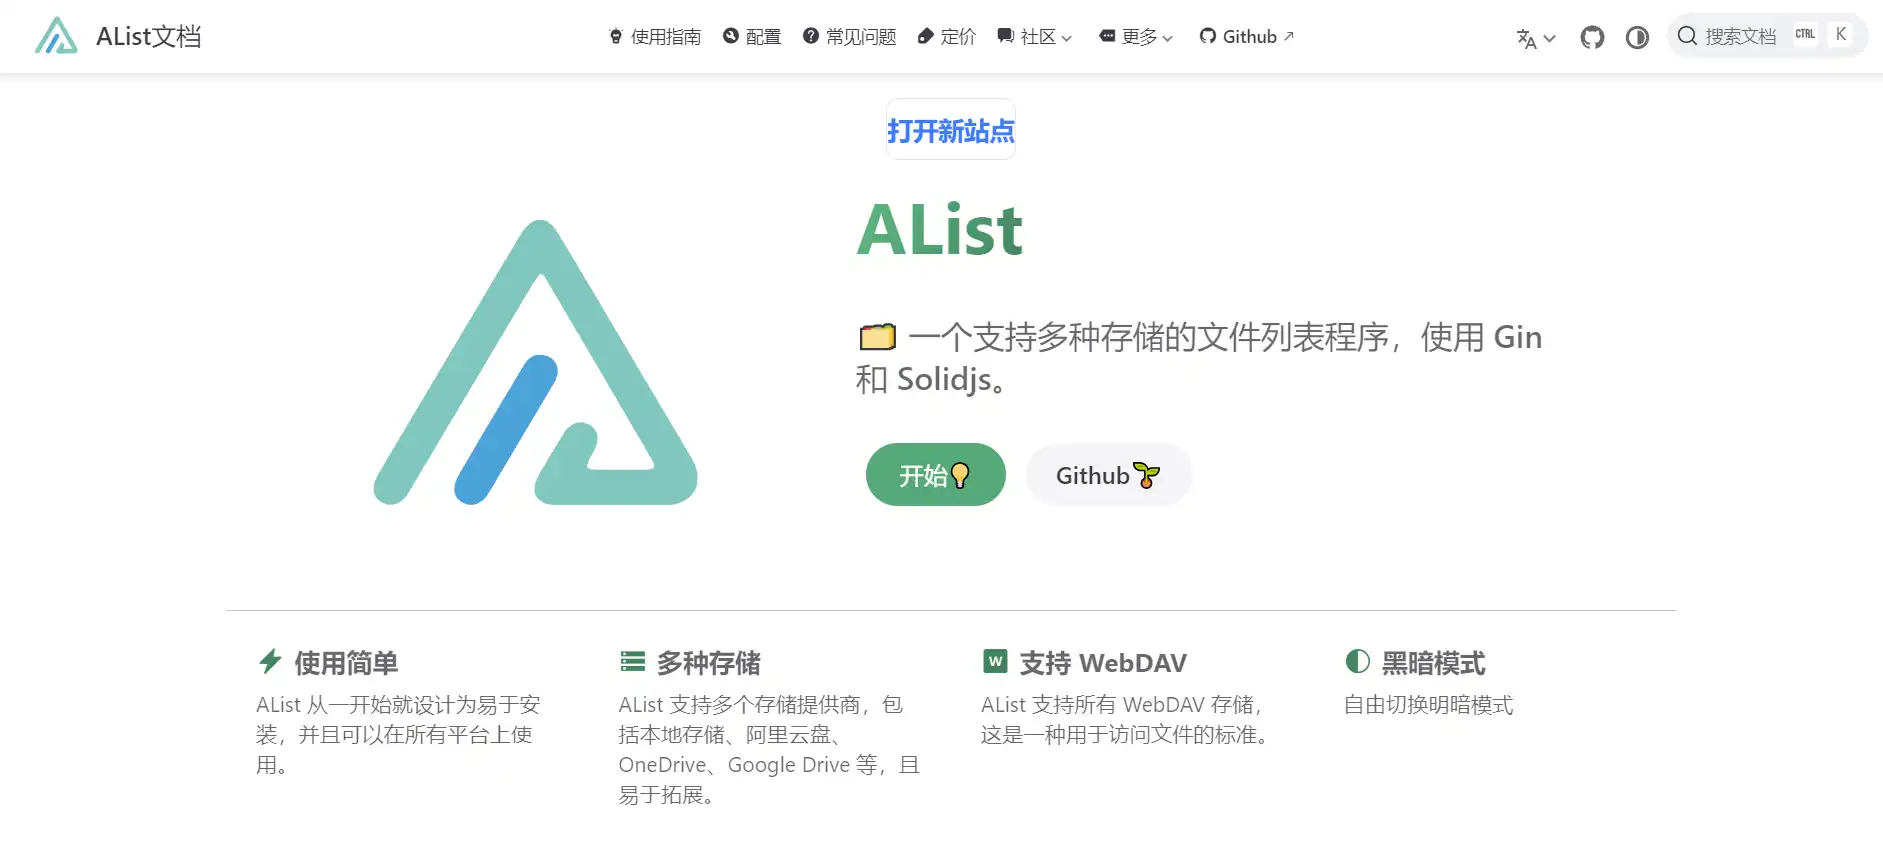 AList文档
使用指南 配置 常见问题 定价 社区 更多 Github
搜索文档 CTRL K
打开新站点
AList
一个支持多种存储的文件列表程序，使用 Gin
和 Solidjs。
开始 Github
使用简单
AList 从一开始就设计为易于安
装，并且可以在所有平台上使
用。
多种存储
AList 支持多个存储提供商，包
括本地存储、阿里云盘、
OneDrive、Google Drive 等，且
易于拓展。
W 支持 WebDAV
AList 支持所有 WebDAV 存储，
这是一种用于访问文件的标准。
黑暗模式
自由切换明暗模式